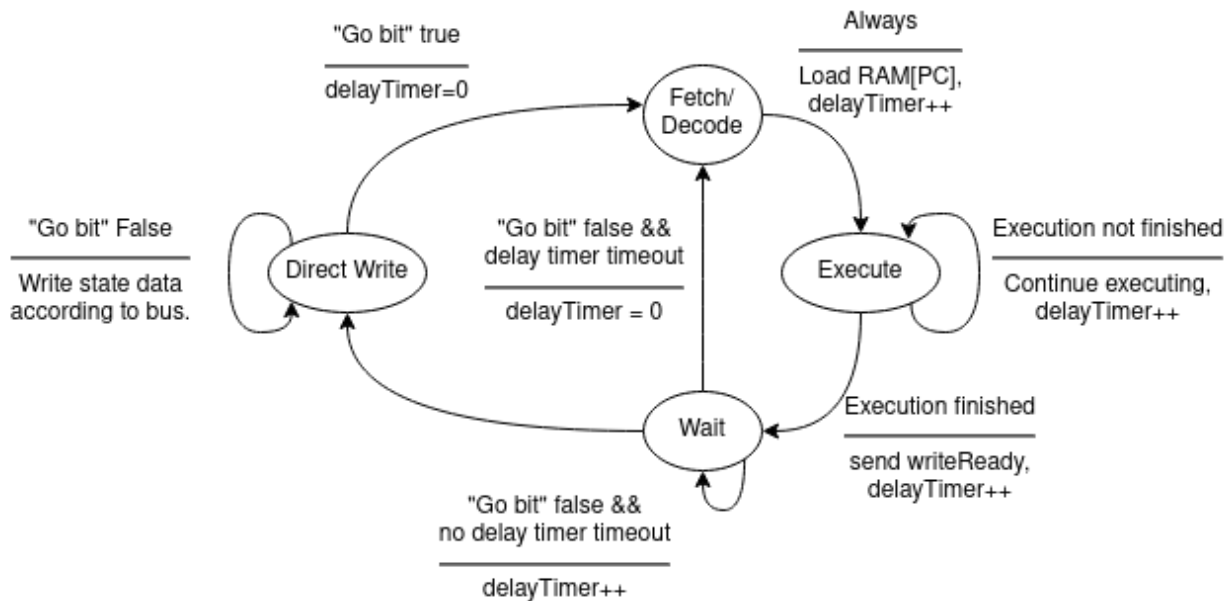 "Go bit" true
delayTimer=0
Always
Load RAM[PC],
delayTimer++
Fetch/
Decode
"Go bit" False
Write state data
according to bus.
Direct Write
"Go bit" false &&
delay timer timeout
delayTimer = 0
Execute
Execution not finished
Continue executing,
delayTimer++
Wait
Execution finished
send writeReady,
delayTimer++
"Go bit" false &&
no delay timer timeout
delayTimer++